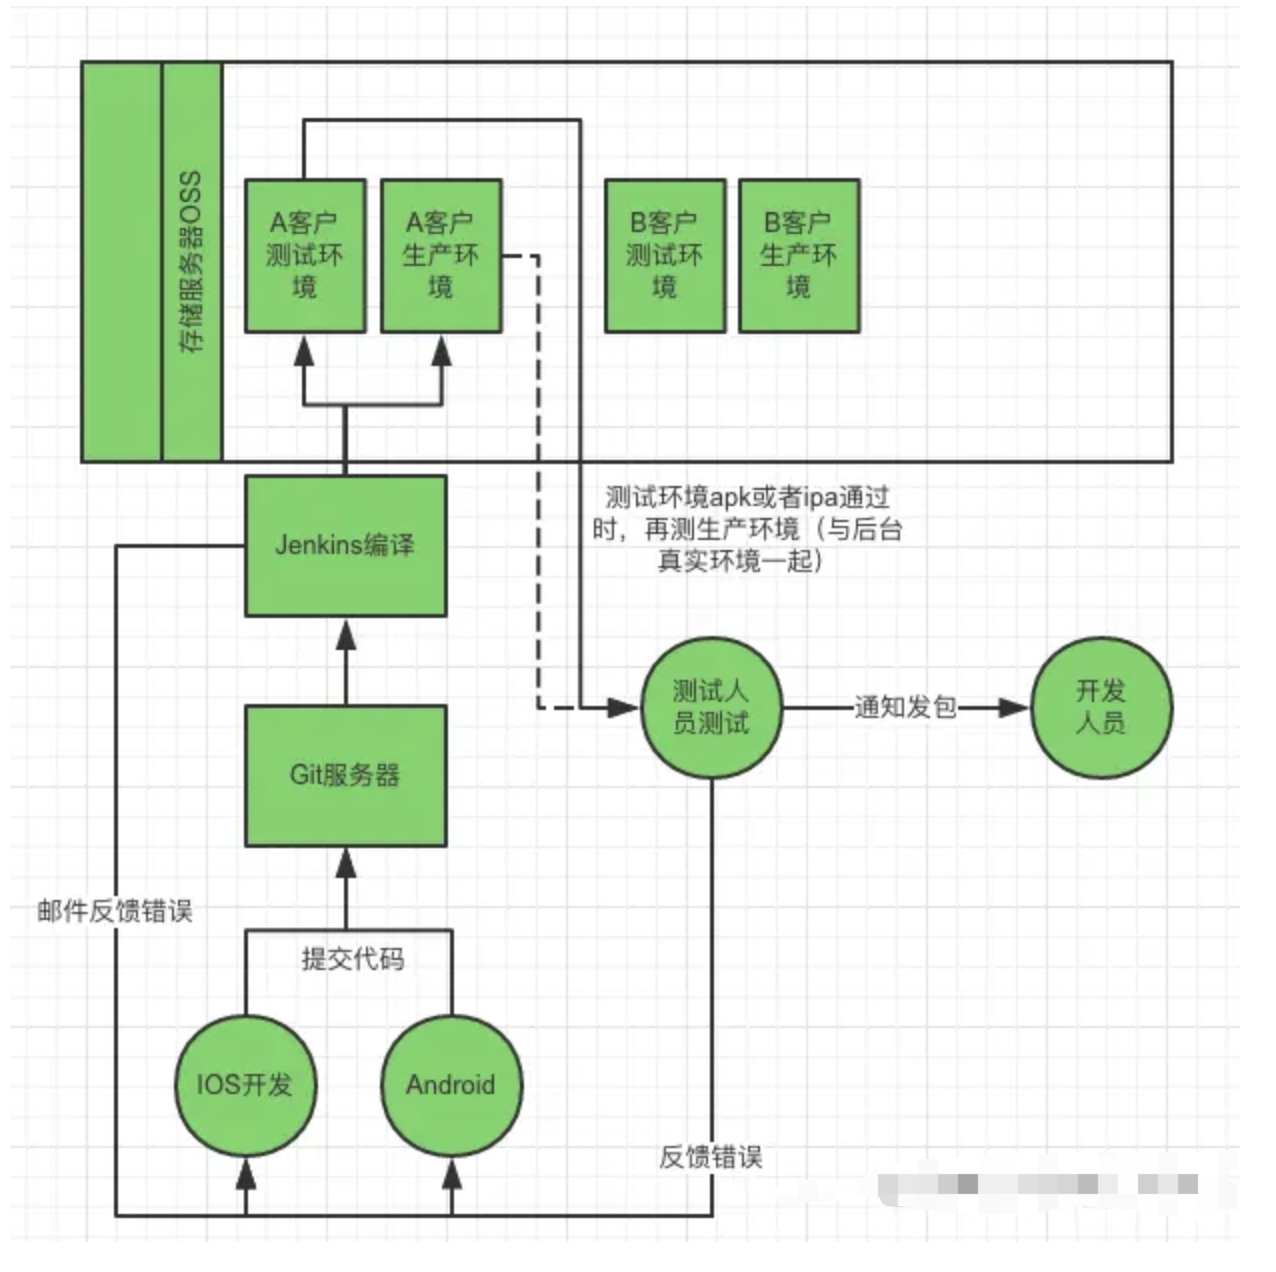 存储服务器OSS
A客户
测试环
境
A客户
生产环
境
B客户
测试环
境
B客户
生产环
境
测试环境apk或者ipa通过
时，再测生产环境（与后台
真实环境一起）
Jenkins编译
测试人
员测试
通知发包
开发
人员
Git服务器
邮件反馈错误
提交代码
IOS开发
Android
反馈错误